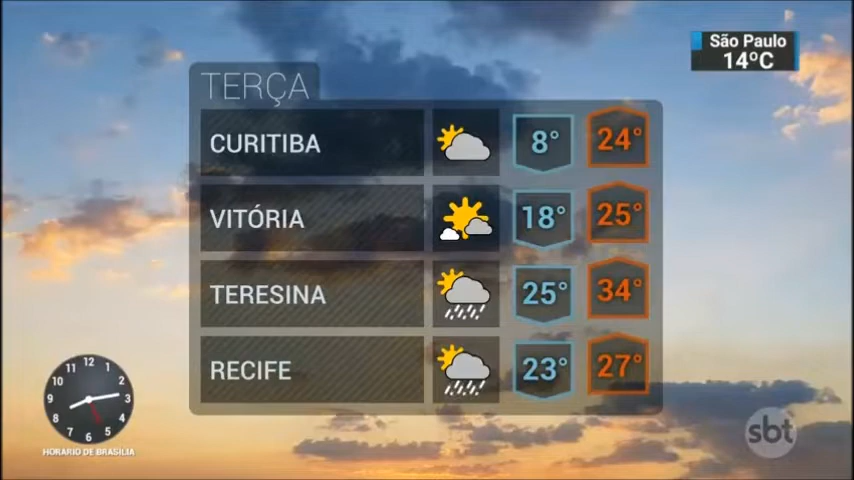 São Paulo
14ºC
TERÇA
CURITIBA 8° 24°
VITÓRIA 18° 25°
TERESINA 25° 34°
RECIFE 23° 27°
12
11 1
10 2
9 3
8 4
7 5
6
HORÁRIO DE BRASÍLIA
sbt